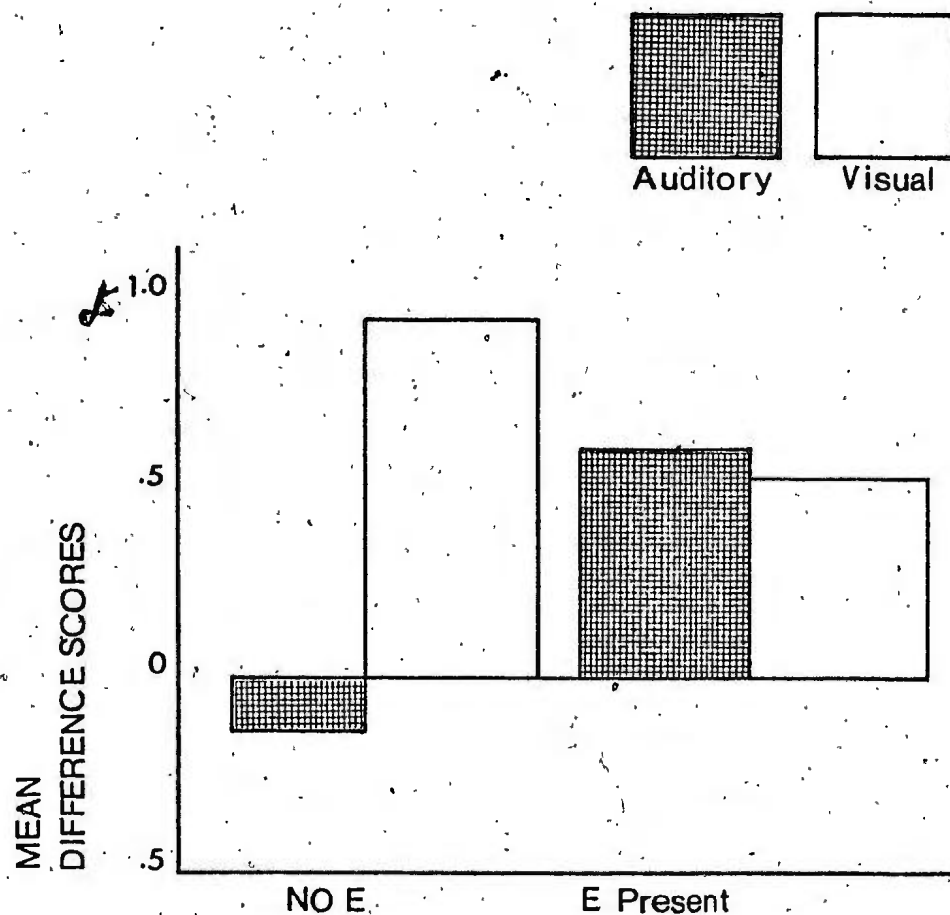 Auditory Visual
1.0
.5
0
.5
MEAN
DIFFERENCE SCORES
NO E
E Present